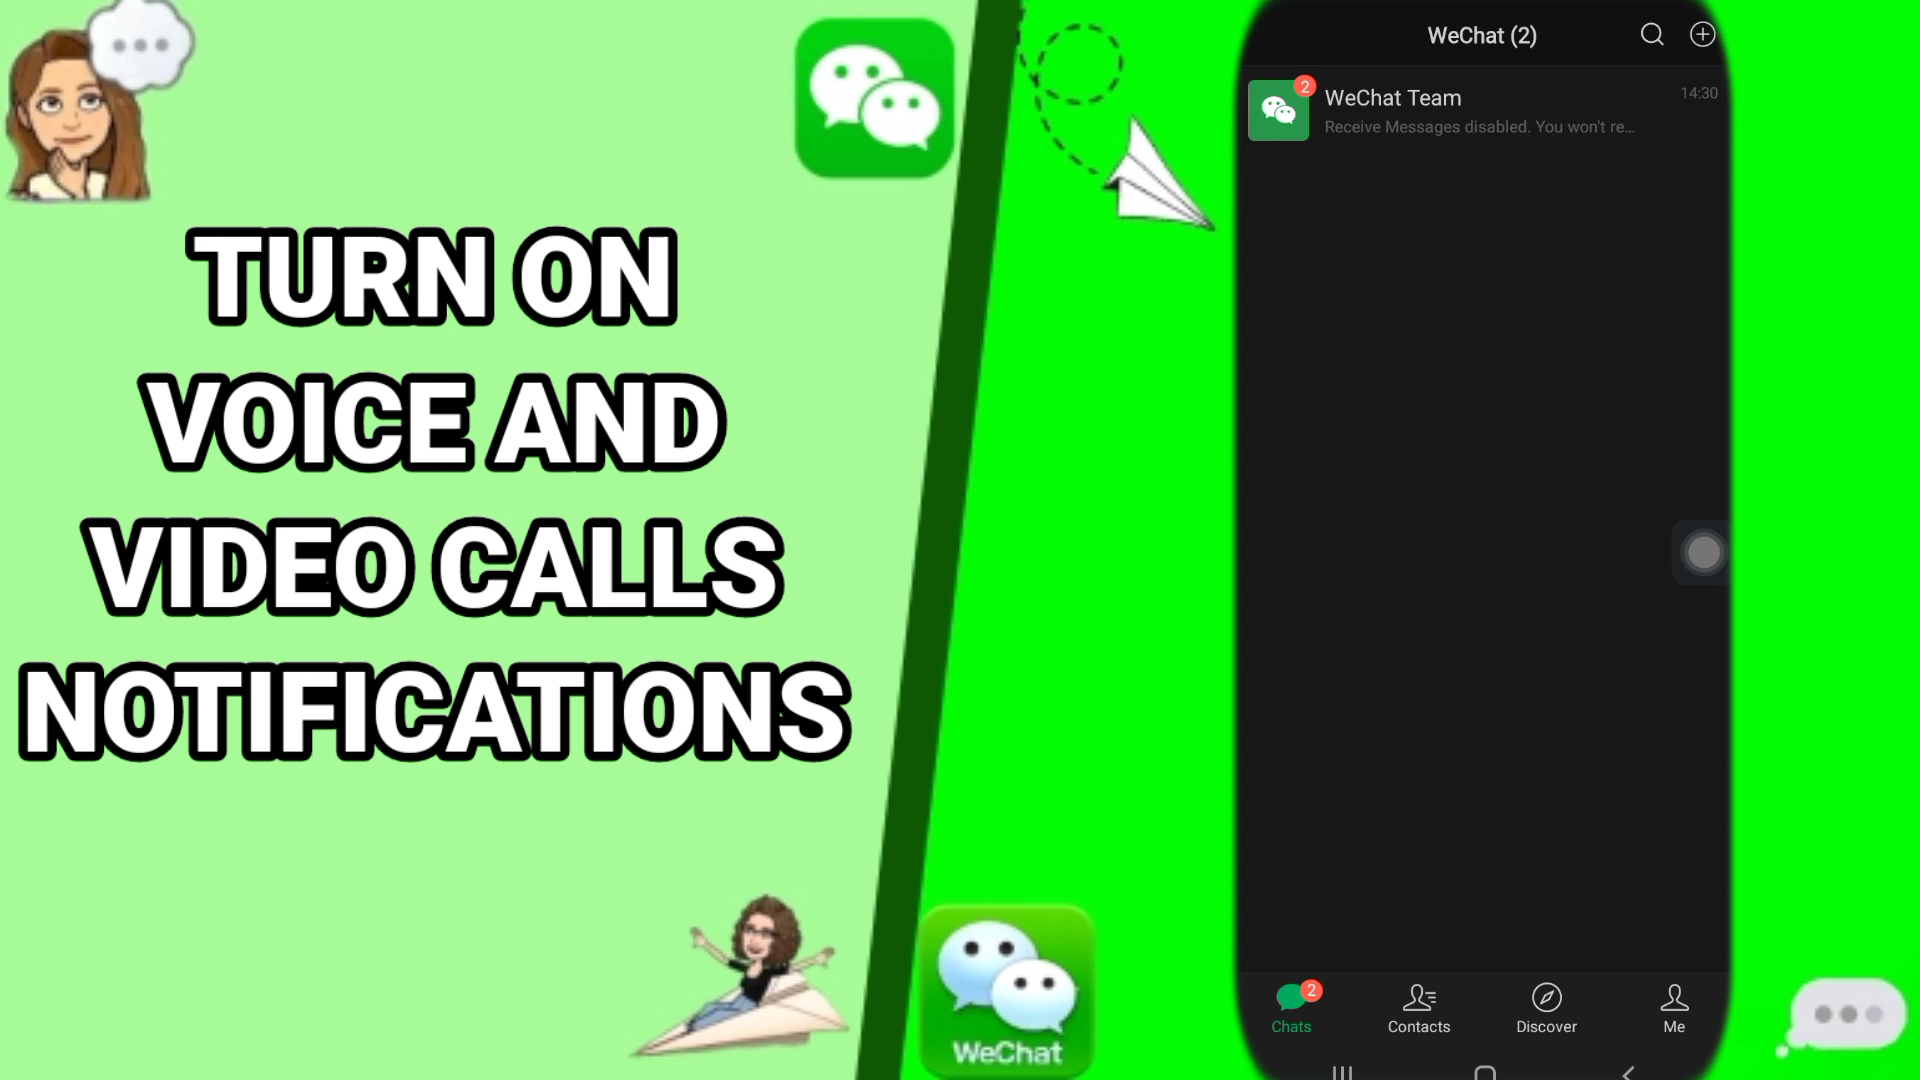 TURN ON
VOICE AND
VIDEO CALLS
NOTIFICATIONS
WeChat
WeChat (2)
2
WeChat Team
14:30
Receive Messages disabled. You won't re...
2
Chats
Contacts
Discover
Me